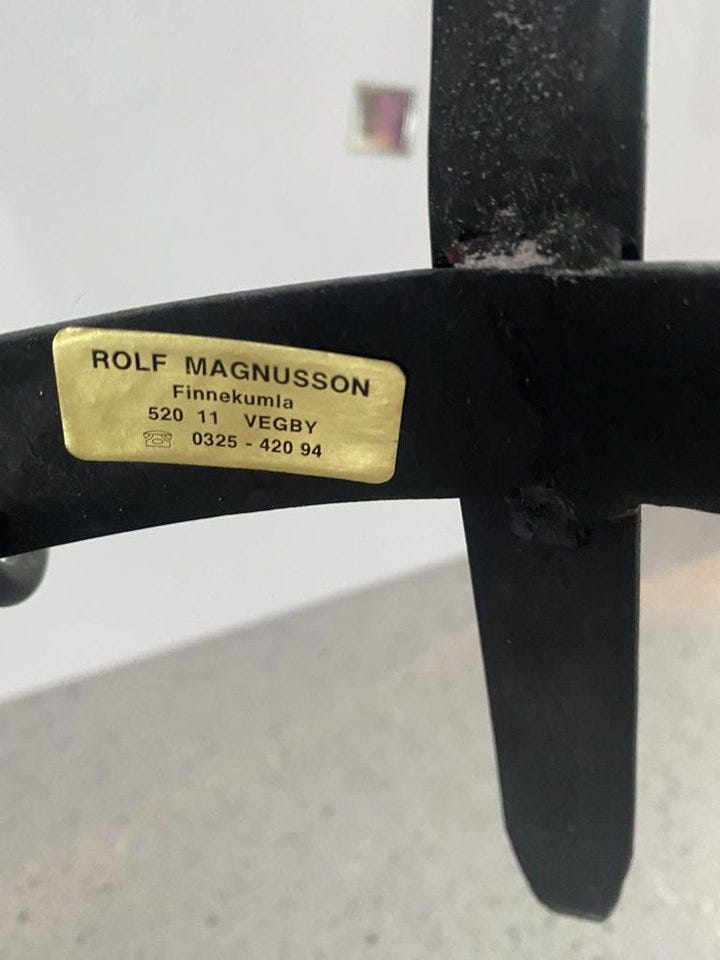 ROLF MAGNUSSON
Finnekumla
520 11 VEGBY
☏ 0325 - 420 94